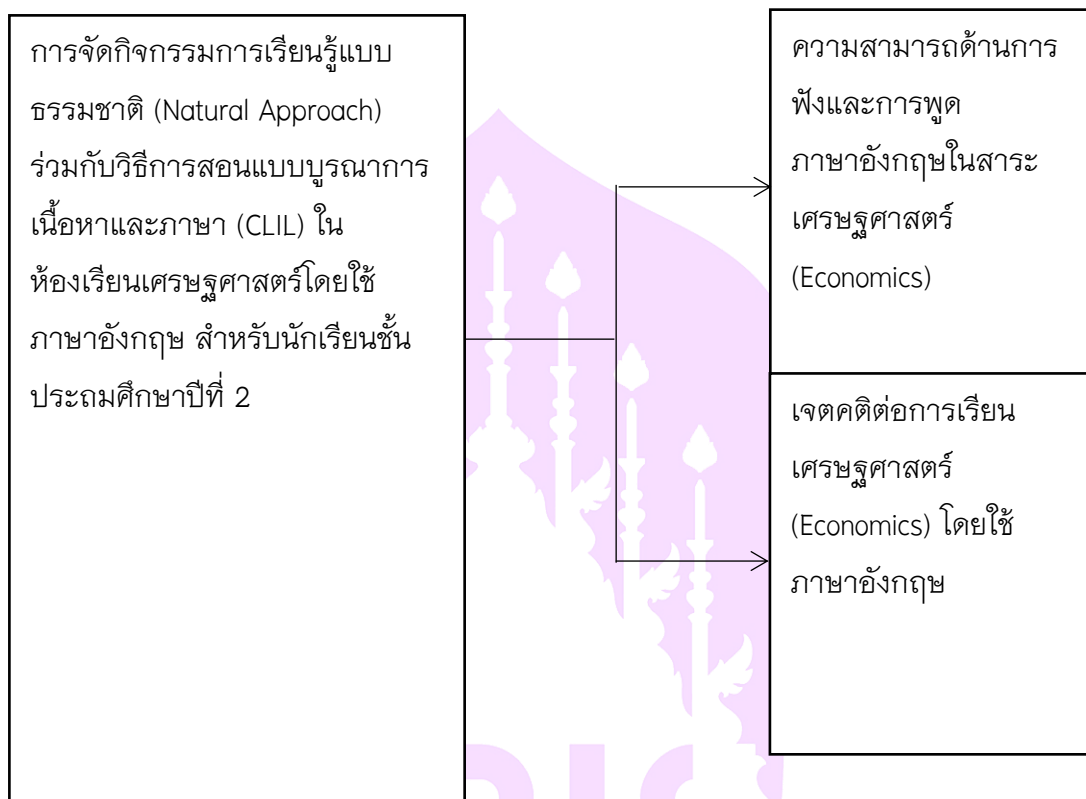 การจัดกิจกรรมการเรียนรู้แบบ
ธรรมชาติ (Natural Approach)
ร่วมกับวิธีการสอนแบบบูรณาการ
เนื้อหาและภาษา (CLIL) ใน
ห้องเรียนเศรษฐศาสตร์โดยใช้
ภาษาอังกฤษ สำหรับนักเรียนชั้น
ประถมศึกษาปีที่ 2
ความสามารถด้านการ
ฟังและการพูด
ภาษาอังกฤษในสาระ
เศรษฐศาสตร์
(Economics)
เจตคติต่อการเรียน
เศรษฐศาสตร์
(Economics) โดยใช้
ภาษาอังกฤษ